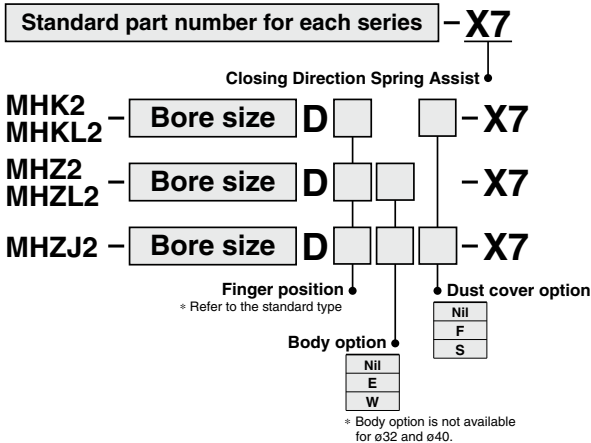 Standard part number for each series – X7
Closing Direction Spring Assist
MHK2
MHKL2 – Bore size D – X7
MHZ2
MHZL2 – Bore size D – X7
MHZJ2 – Bore size D – X7
Finger position
* Refer to the standard type
Dust cover option
Nil
F
S
Body option
Nil
E
W
* Body option is not available
for ø32 and ø40.